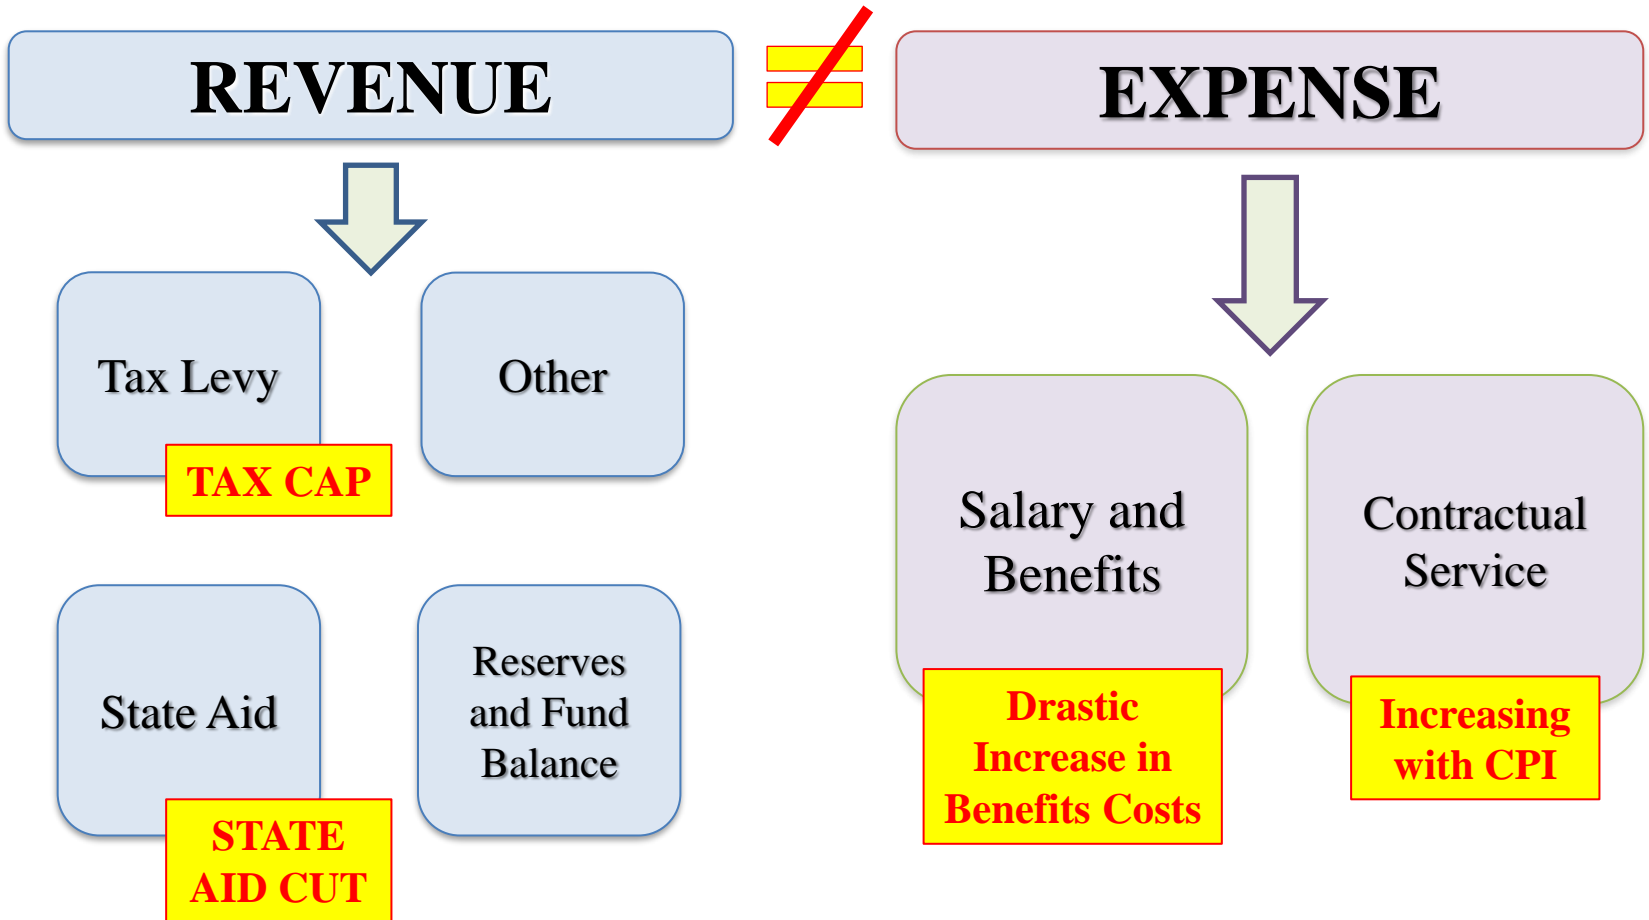 REVENUE
EXPENSE
Tax Levy
TAX CAP
Other
State Aid
STATE
AID CUT
Reserves
and Fund
Balance
Salary and
Benefits
Drastic
Increase in
Benefits Costs
Contractual
Service
Increasing
with CPI